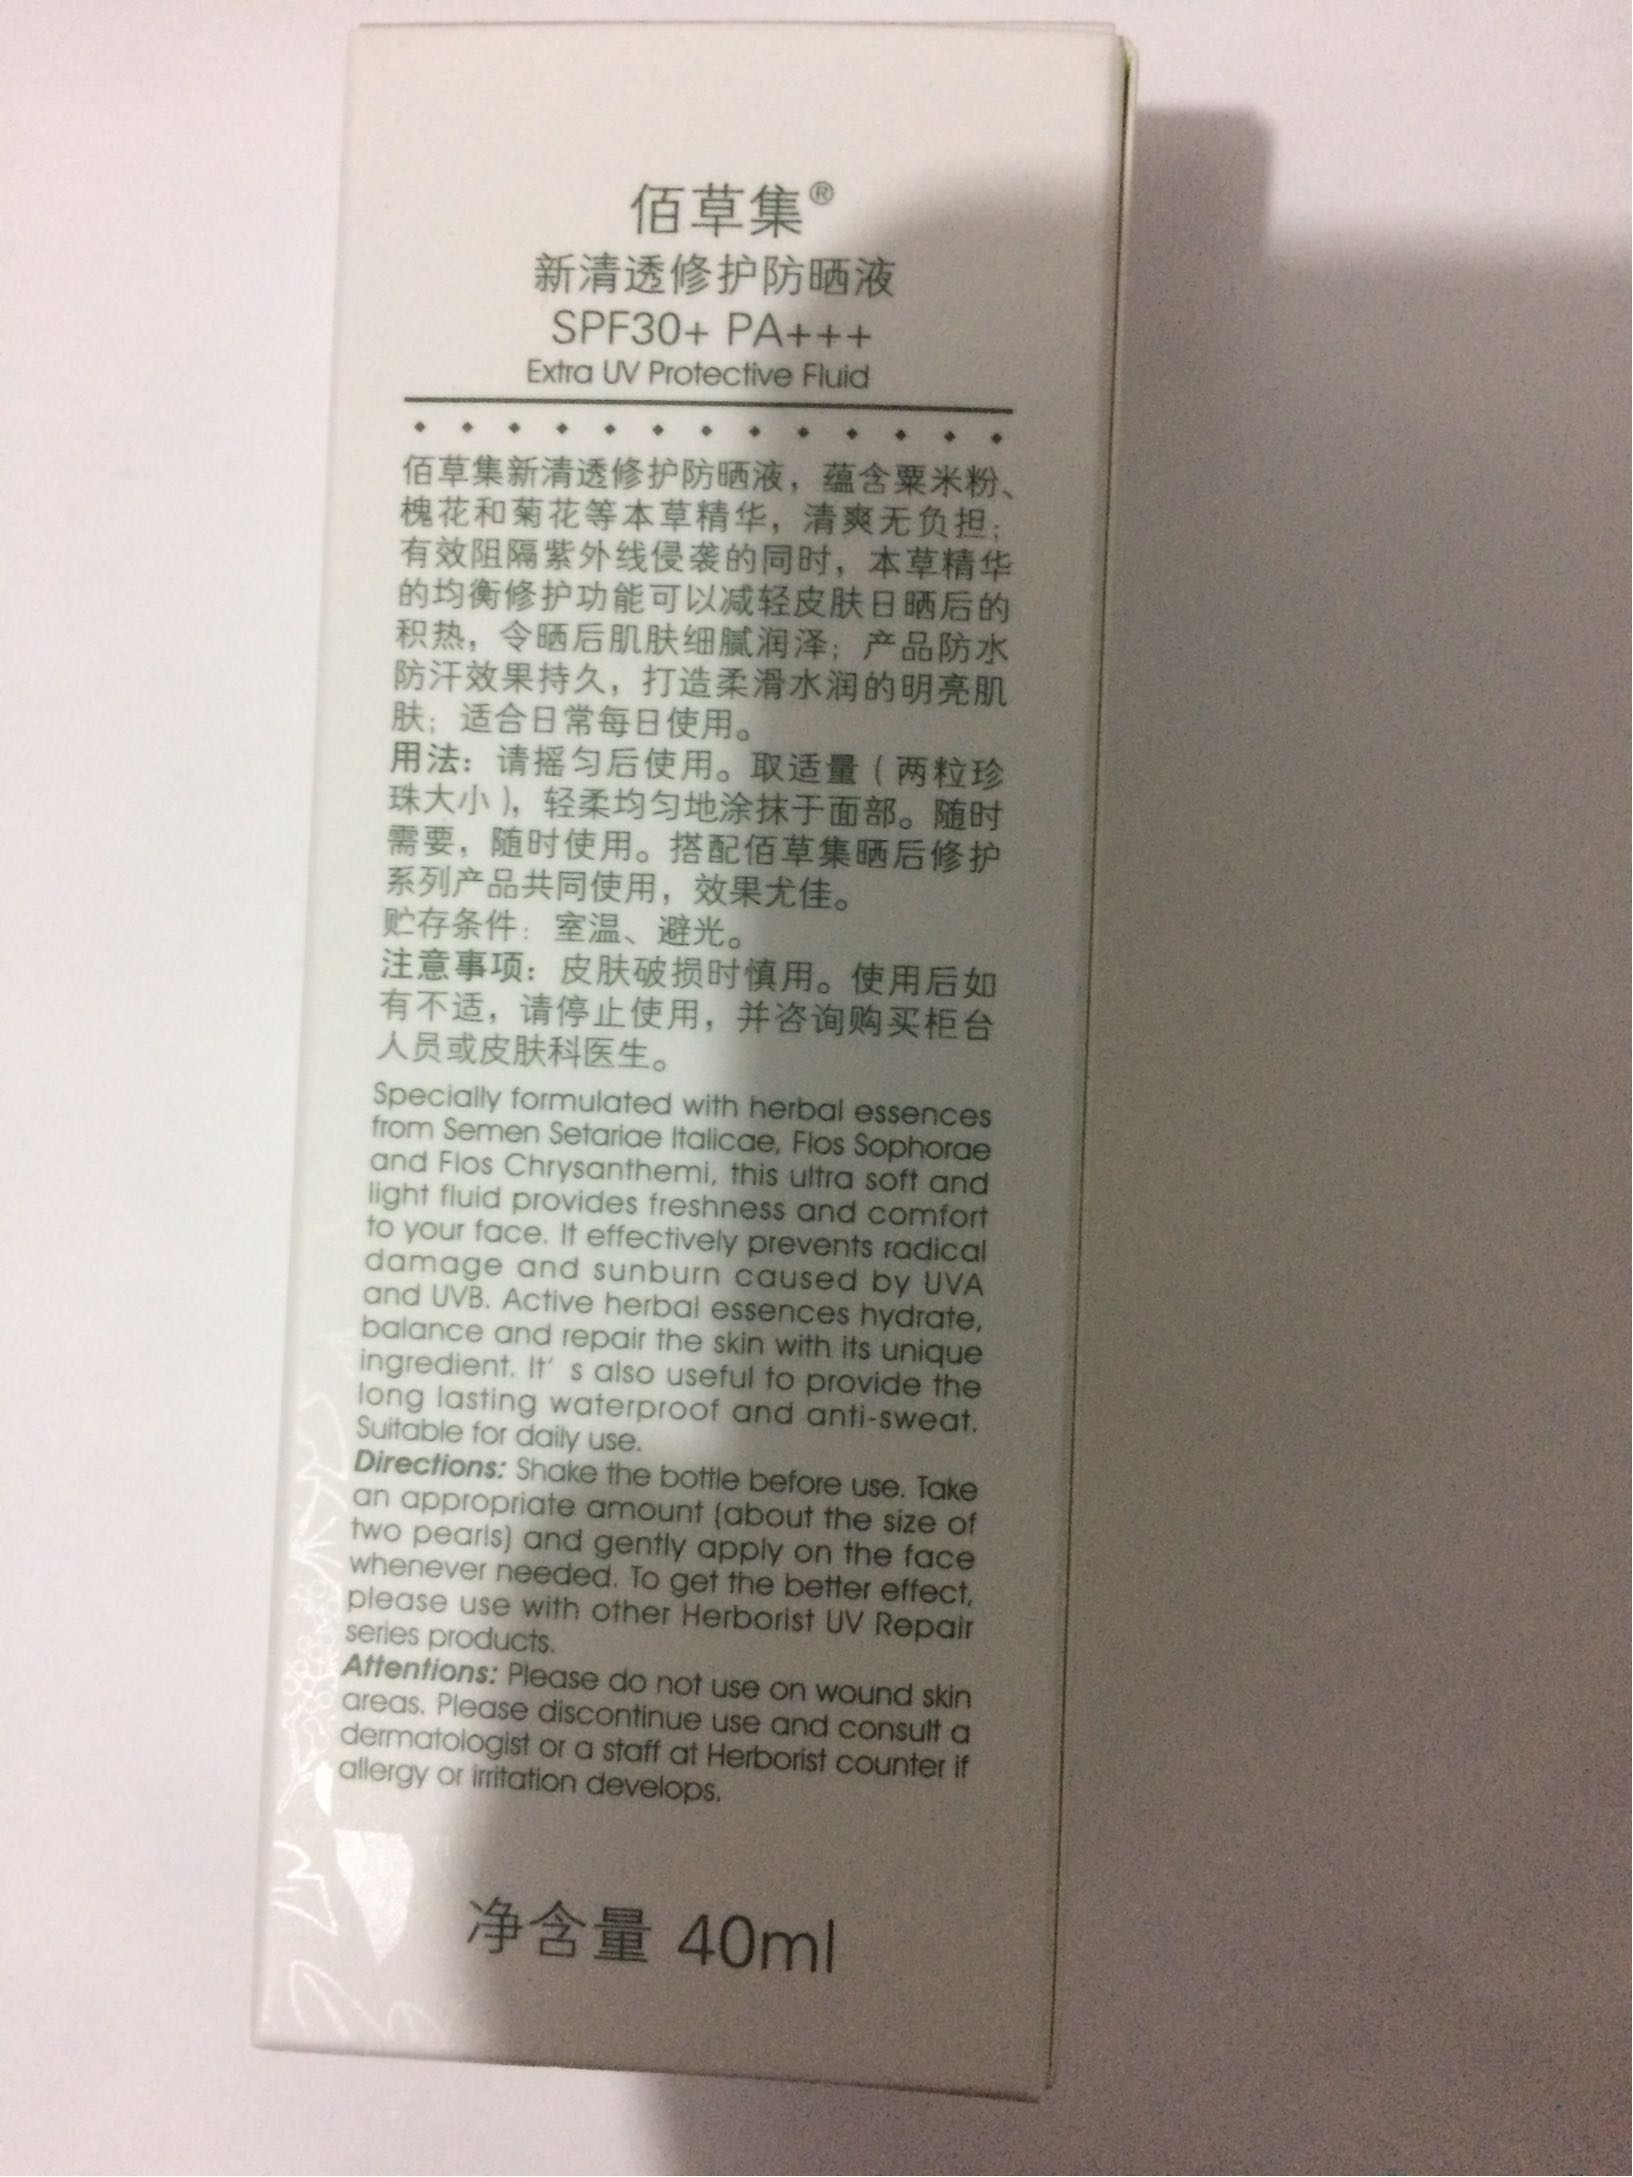 佰草集®
新清透修护防晒液
SPF30+ PA+++
Extra UV Protective Fluid
佰草集新清透修护防晒液，蕴含粟米粉、
槐花和菊花等本草精华，清爽无负担；
有效阻隔紫外线侵袭的同时，本草精华
的均衡修护功能可以减轻皮肤日晒后的
积热，令晒后肌肤细腻润泽；产品防水
防汗效果持久，打造柔滑水润的明亮肌
肤；适合日常每日使用。
用法：请摇匀后使用。取适量（两粒珍
珠大小），轻柔均匀地涂抹于面部。随时
需要，随时使用。搭配佰草集晒后修护
系列产品共同使用，效果尤佳。
贮存条件：室温、避光。
注意事项：皮肤破损时慎用。使用后如
有不适，请停止使用，并咨询购买柜台
人员或皮肤科医生。
Specially formulated with herbal essences
from Semen Setariae Italicae, Flos Sophorae
and Flos Chrysanthemi, this ultra soft and
light fluid provides freshness and comfort
to your face. It effectively prevents radical
damage and sunburn caused by UVA
and UVB. Active herbal essences hydrate,
balance and repair the skin with its unique
ingredient. It' s also useful to provide the
long lasting waterproof and anti-sweat.
Suitable for daily use.
Directions: Shake the bottle before use. Take
an appropriate amount (about the size of
two pearls) and gently apply on the face
whenever needed. To get the better effect,
please use with other Herborist UV Repair
series products.
Attentions: Please do not use on wound skin
areas. Please discontinue use and consult a
dermatologist or a staff at Herborist counter if
allergy or irritation develops.
净含量 40ml